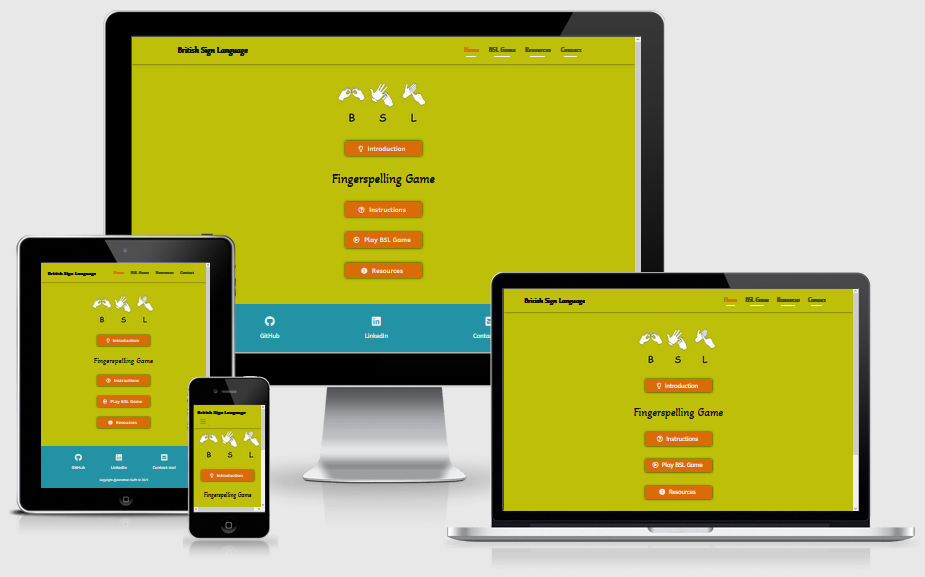 British Sign Language
Home BSL Game Resources Contact
B S L
Introduction
Fingerspelling Game
Instructions
Play BSL Game
Resources
GitHub LinkedIn
British Sign Language
Home BSL Game Resources Contact
B S L
Introduction
Fingerspelling Game
Instructions
Play BSL Game
Resources
GitHub LinkedIn Contact me!
British Sign Language
B S L
Introduction
Fingerspelling Game
British Sign Language
Home BSL Game Resources Contact
B S L
Introduction
Fingerspelling Game
Instructions
Play BSL Game
Resources